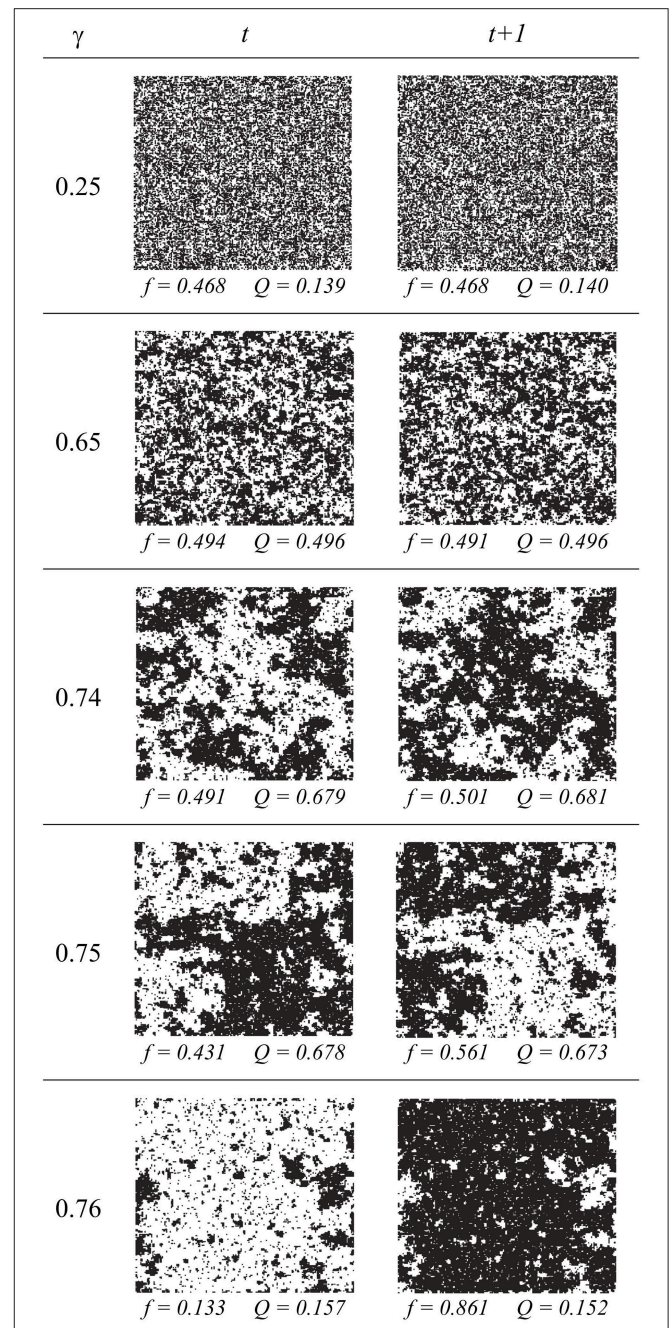 γ t t+1
0.25
f = 0.468 Q = 0.139 f = 0.468 Q = 0.140
0.65
f = 0.494 Q = 0.496 f = 0.491 Q = 0.496
0.74
f = 0.491 Q = 0.679 f = 0.501 Q = 0.681
0.75
f = 0.431 Q = 0.678 f = 0.561 Q = 0.673
0.76
f = 0.133 Q = 0.157 f = 0.861 Q = 0.152